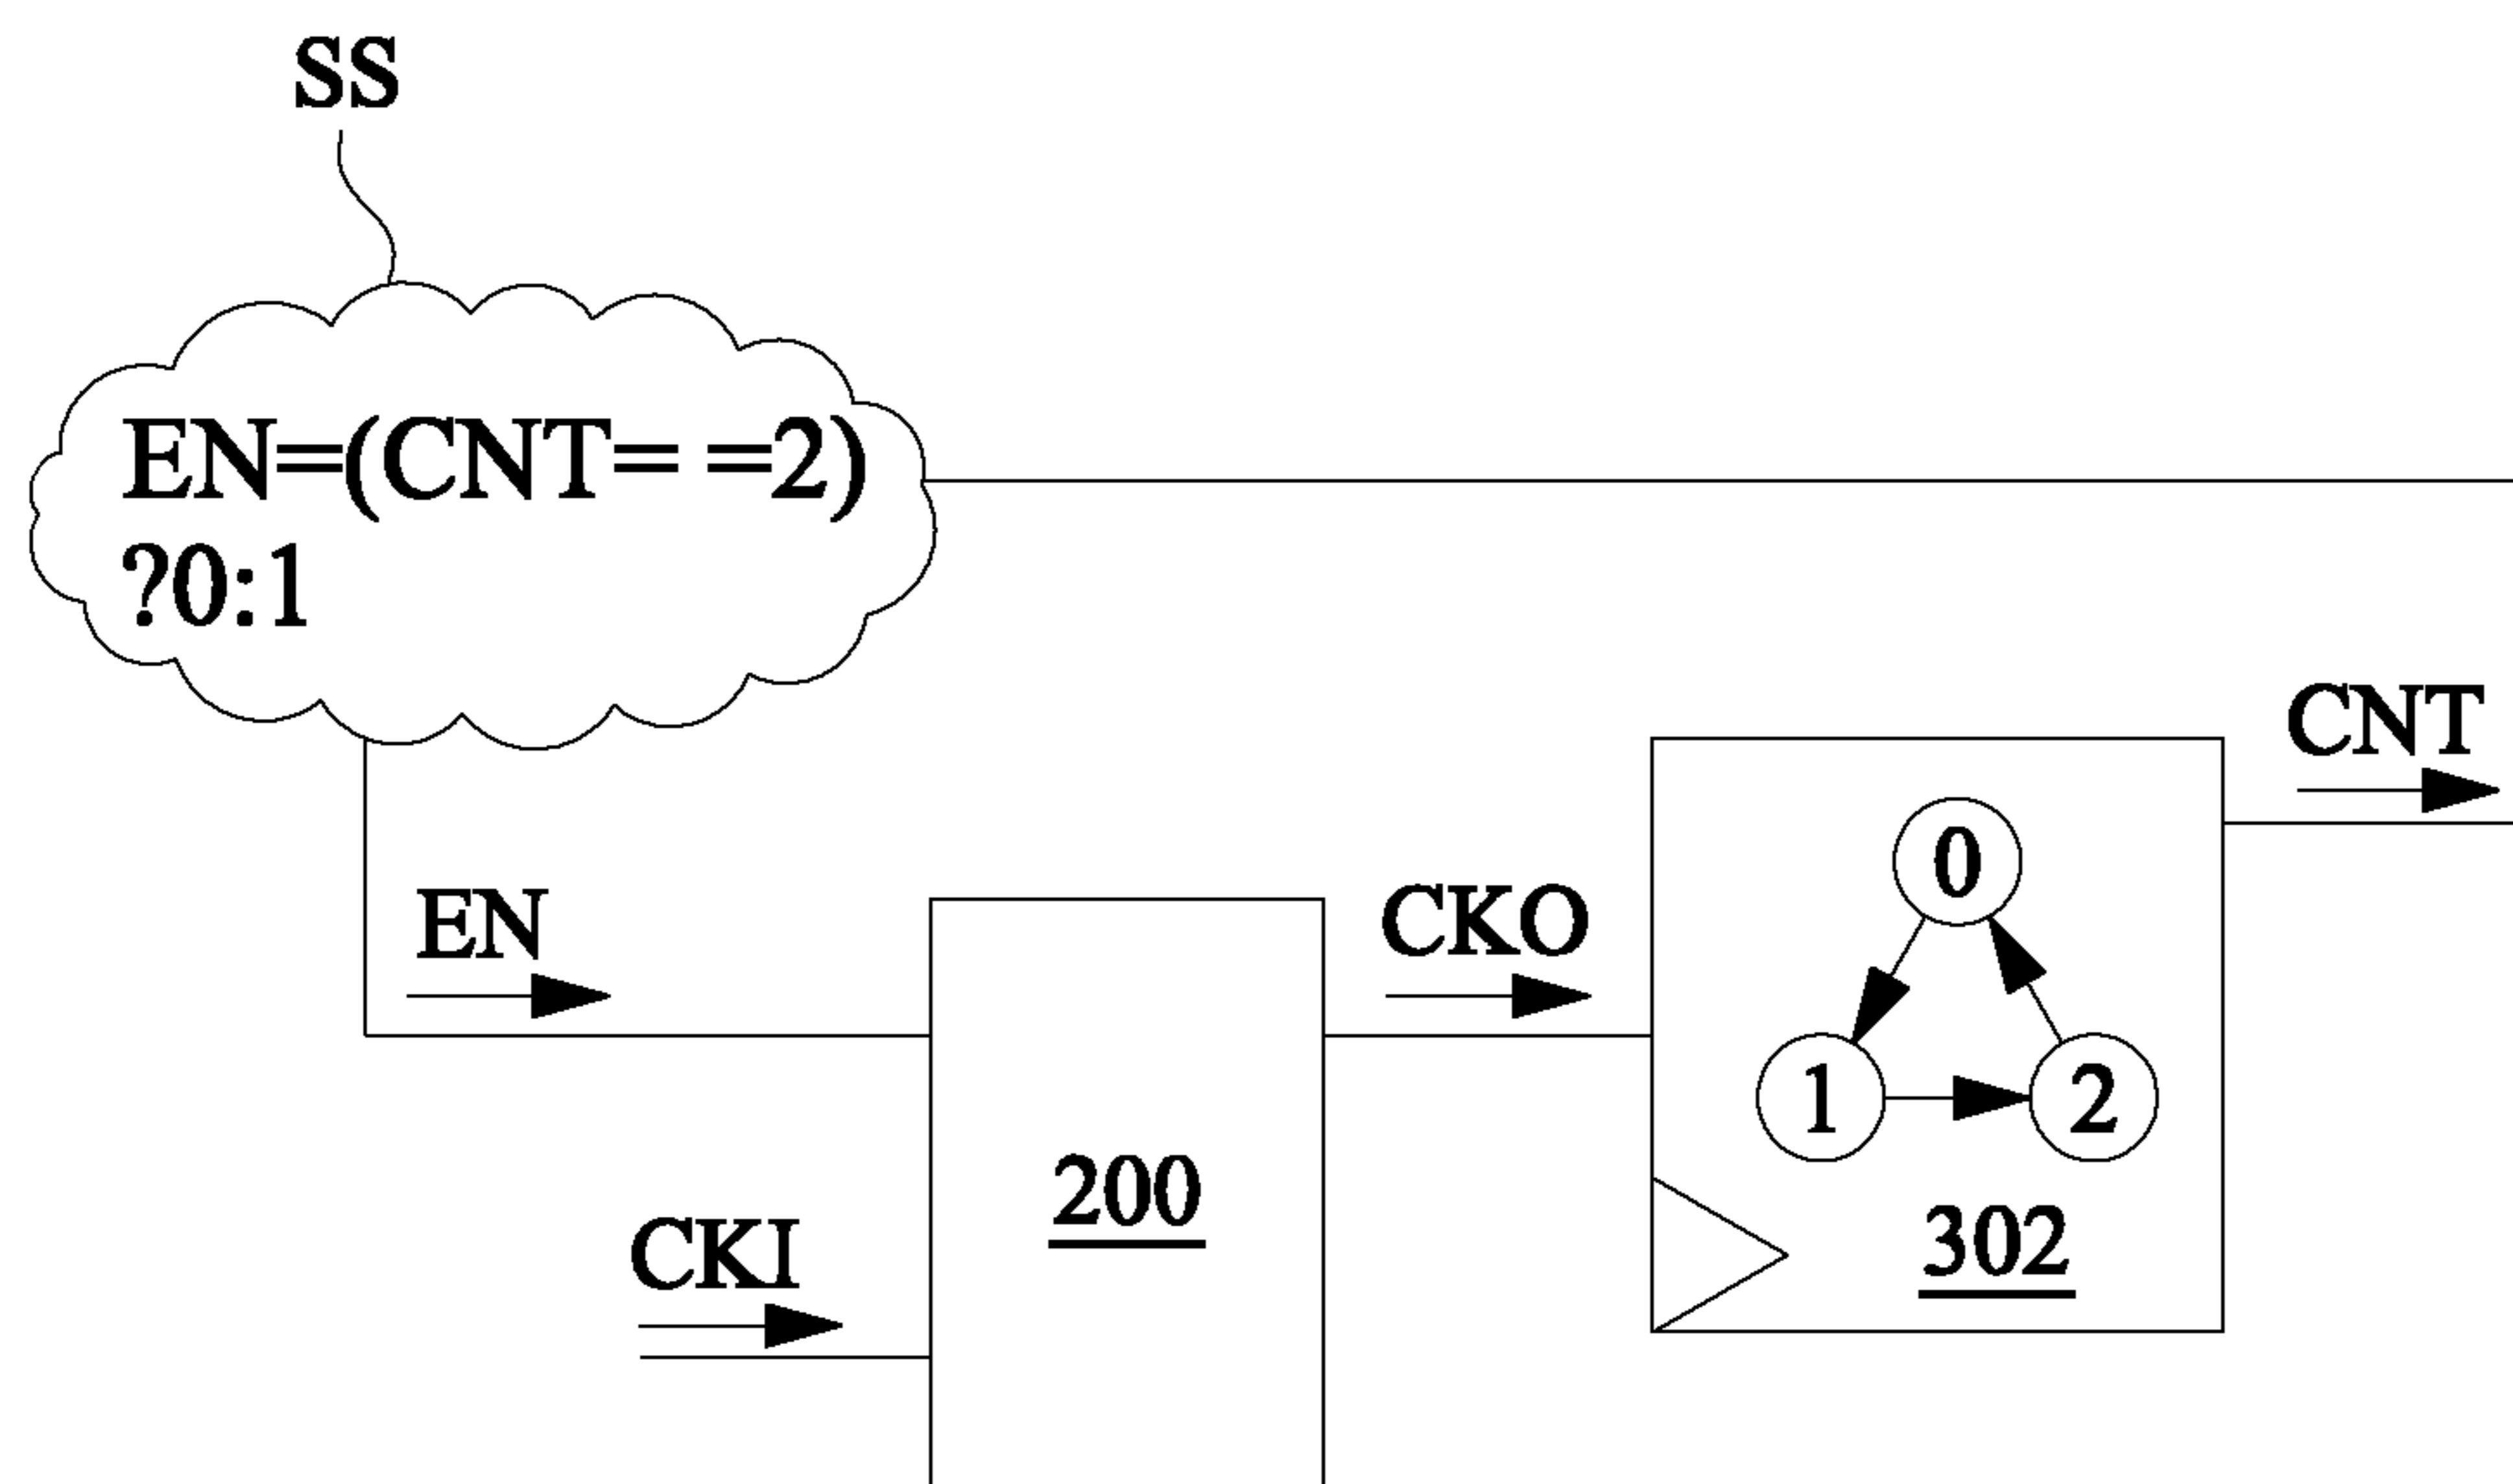 SS
EN=(CNT= =2)
?0:1
CNT
0
EN
CKO
1
2
200
302
CKI